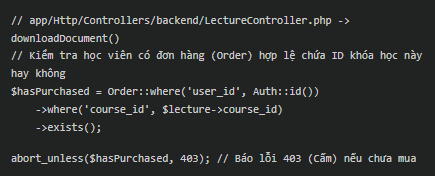 // app/Http/Controllers/backend/LectureController.php ->
downloadDocument()
// Kiểm tra học viên có đơn hàng (Order) hợp lệ chứa ID khóa học này
hay không
$hasPurchased = Order::where('user_id', Auth::id())
    ->where('course_id', $lecture->course_id)
    ->exists();

abort_unless($hasPurchased, 403); // Báo lỗi 403 (Cấm) nếu chưa mua